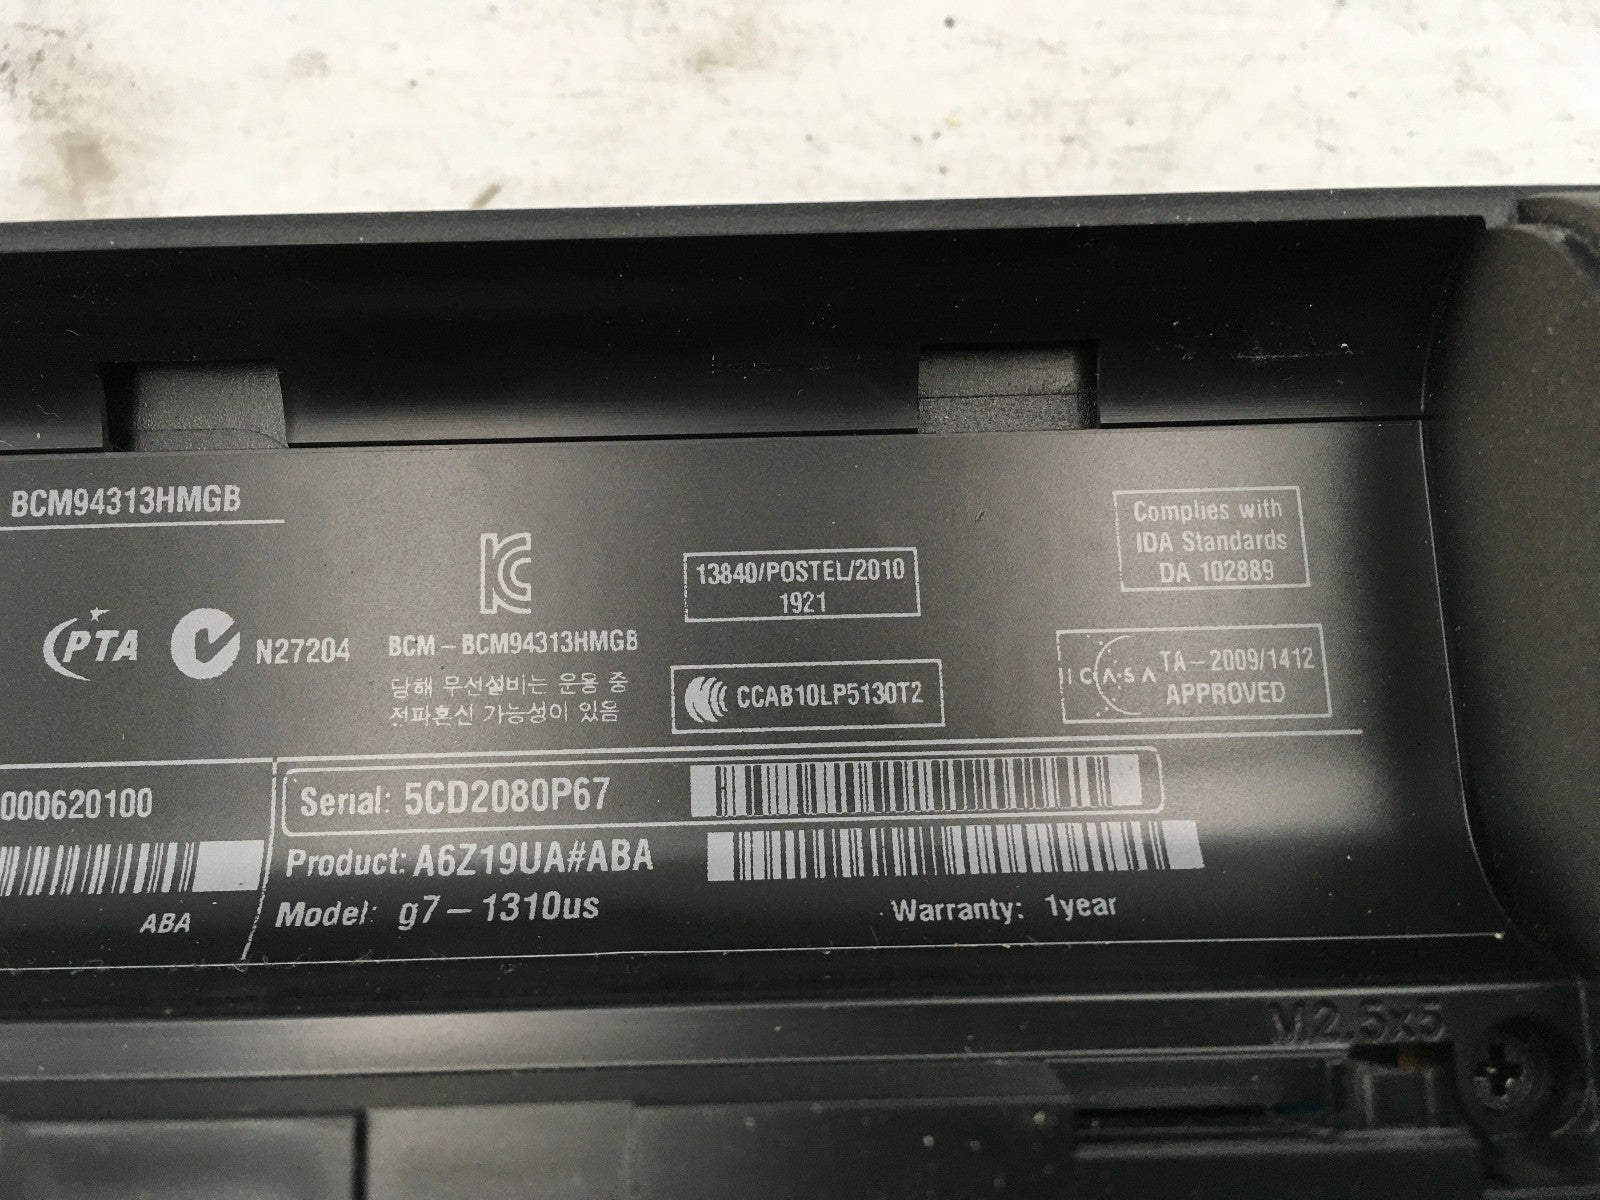 BCM94313HMGB
Complies with
IDA Standards
DA 102889
13840/POSTEL/2010
1921
PTA
N27204
BCM - BCM94313HMGB
당해 무선설비는 운용 중
전파혼신 가능성이 있음
CCAB10LP5130T2
ICASA TA - 2009/1412
APPROVED
000620100
Serial: 5CD2080P67
Product: A6Z19UA#ABA
ABA
Model: g7 - 1310us
Warranty: 1year
M2.5x5